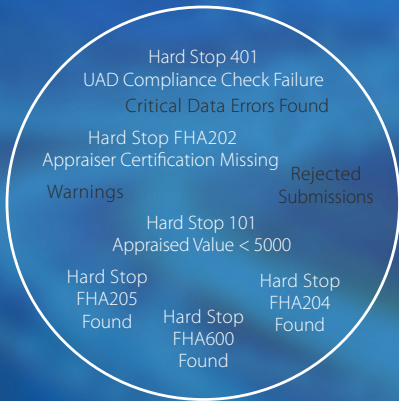 Hard Stop 401
UAD Compliance Check Failure
Critical Data Errors Found
Hard Stop FHA202
Appraiser Certification Missing
Warnings
Rejected
Submissions
Hard Stop 101
Appraised Value < 5000
Hard Stop
FHA205
Found
Hard Stop
FHA600
Found
Hard Stop
FHA204
Found